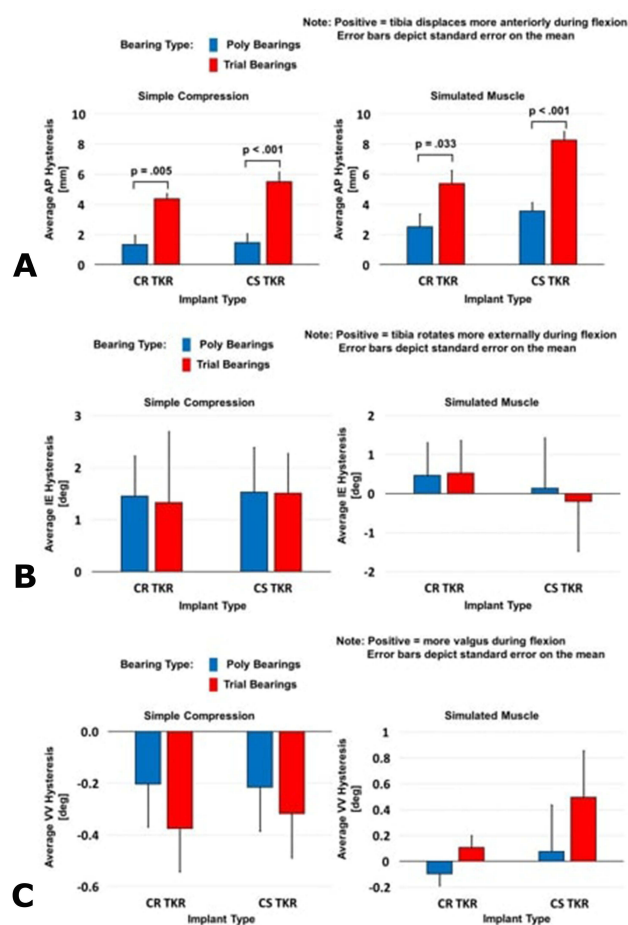 Note: Positive = tibia displaces more anteriorly during flexion
Error bars depict standard error on the mean
Bearing Type: Poly Bearings
Trial Bearings
Simple Compression
Simulated Muscle
Average AP Hysteresis
[mm]
10
8
6
4
2
0
p = .005
p < .001
CR TKR
CS TKR
Implant Type
Average AP Hysteresis
[mm]
10
8
6
4
2
0
p = .033
p < .001
CR TKR
CS TKR
Implant Type
A
Note: Positive = tibia rotates more externally during flexion
Error bars depict standard error on the mean
Bearing Type: Poly Bearings
Trial Bearings
Simple Compression
Simulated Muscle
Average IE Hysteresis
[deg]
3
2
1
0
CR TKR
CS TKR
Implant Type
Average IE Hysteresis
[deg]
2
1
0
-1
-2
CR TKR
CS TKR
Implant Type
B
Note: Positive = more valgus during flexion
Error bars depict standard error on the mean
Bearing Type: Poly Bearings
Trial Bearings
Simple Compression
Simulated Muscle
Average VV Hysteresis
[deg]
0.0
-0.2
-0.4
-0.6
CR TKR
CS TKR
Implant Type
Average VV Hysteresis
[deg]
1
0.8
0.6
0.4
0.2
0
-0.2
CR TKR
CS TKR
Implant Type
C